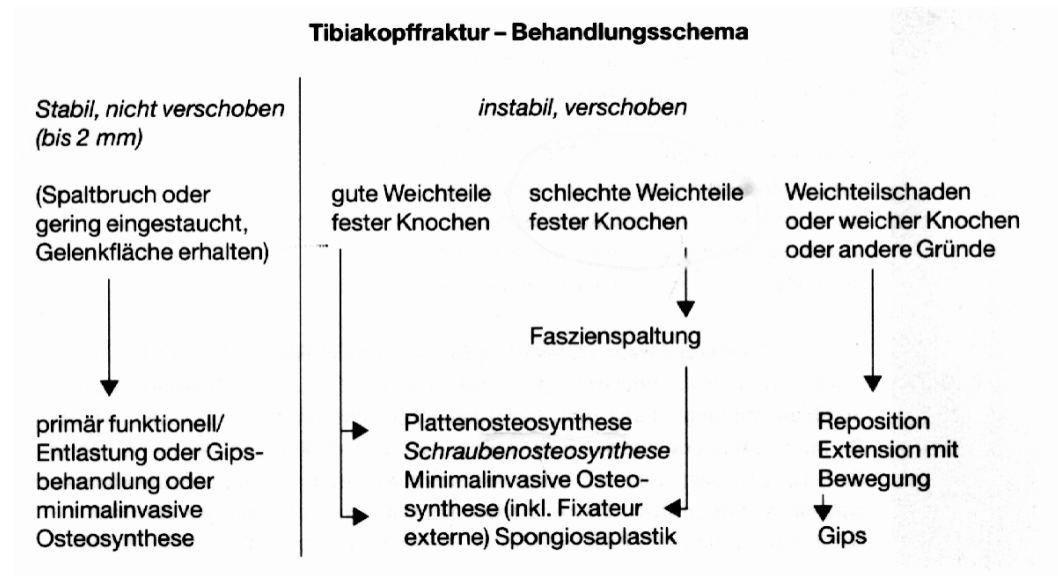 Tibiakopffraktur – Behandlungsschema
Stabil, nicht verschoben
(bis 2 mm)
(Spaltbruch oder
gering eingestaucht,
Gelenkfläche erhalten)
primär funktionell/
Entlastung oder Gips-
behandlung oder
minimalinvasive
Osteosynthese
instabil, verschoben
gute Weichteile
fester Knochen
schlechte Weichteile
fester Knochen
Faszienspaltung
Plattenosteosynthese
Schraubenosteosynthese
Minimalinvasive Osteo-
synthese (inkl. Fixateur
externe) Spongiosaplastik
Weichteilschaden
oder weicher Knochen
oder andere Gründe
Reposition
Extension mit
Bewegung
Gips